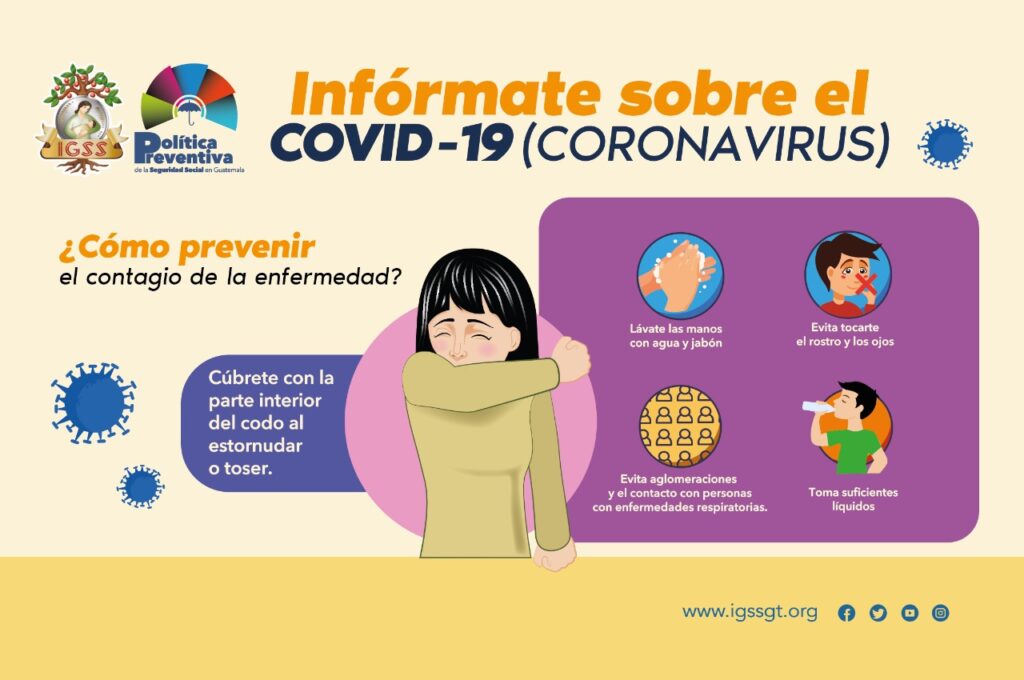 IGSS
Política
Preventiva
de la Seguridad Social en Guatemala
Infórmate sobre el
COVID-19 (CORONAVIRUS)
¿Cómo prevenir
el contagio de la enfermedad?
Cúbrete con la
parte interior
del codo al
estornudar
o toser.
Lávate las manos
con agua y jabón
Evita tocarte
el rostro y los ojos
Evita aglomeraciones
y el contacto con personas
con enfermedades respiratorias.
Toma suficientes
líquidos
www.igssgt.org